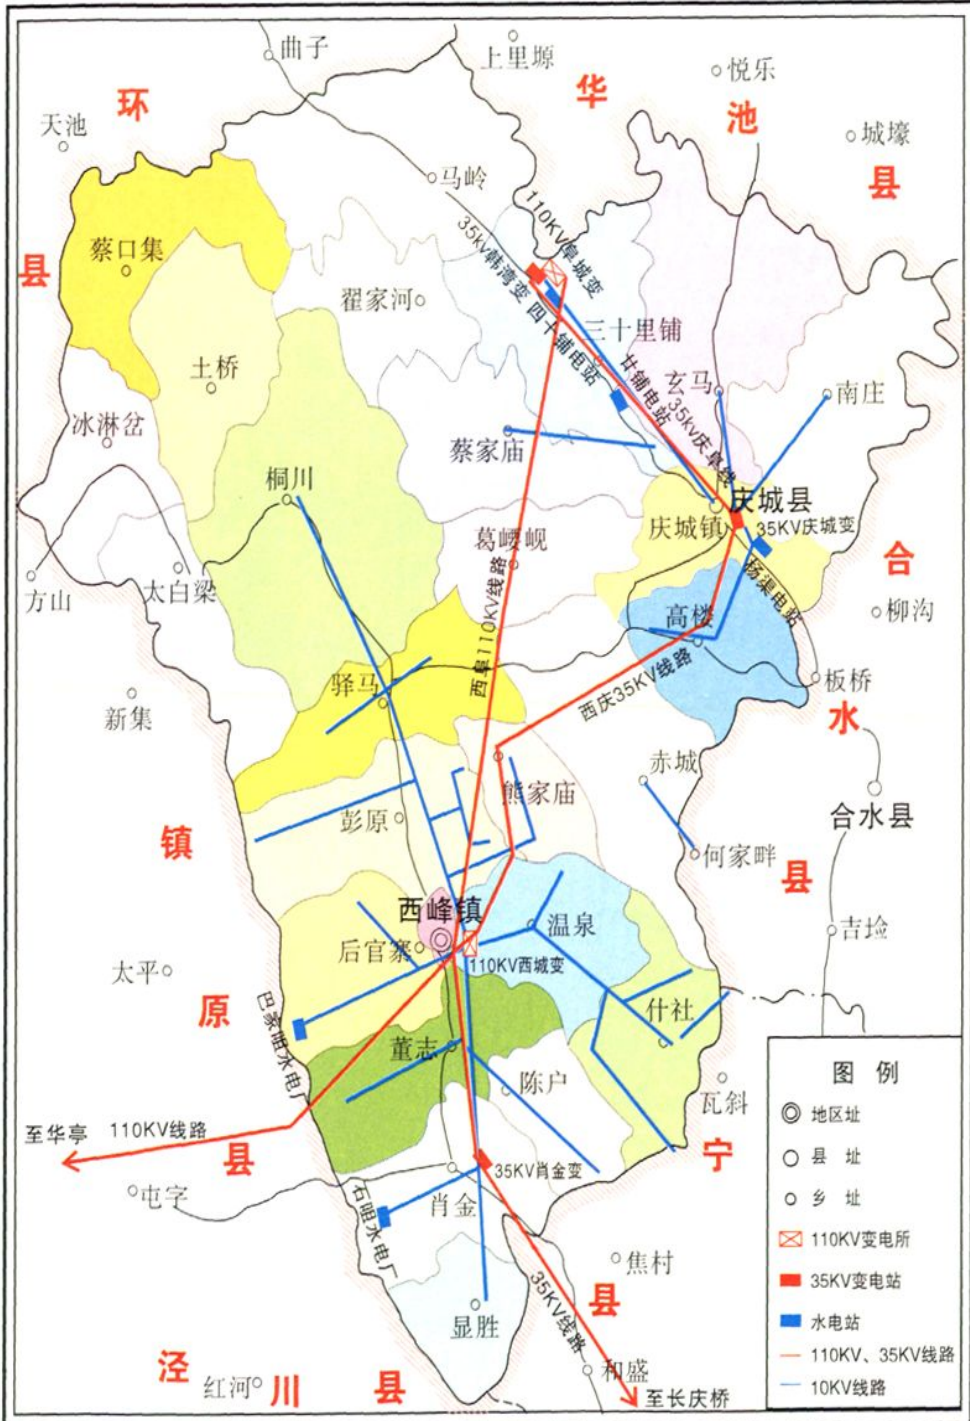 曲子
上里塬
悦乐
环
华
池
天池
城壕
县
马岭
蔡口集
县
110KV阜城变
35kV韩湾变
翟家河
四十铺电站
三十里铺
土桥
廿铺电站
玄马
南庄
35kV庆阜线
冰淋岔
蔡家庙
桐川
庆城县
庆城镇
35KV庆城变
葛崾岘
合
方山
太白梁
杨渠电站
高楼
柳沟
西阜110KV线路
驿马
西庆35KV线路
板桥
新集
水
赤城
熊家庙
合水县
彭原
镇
何家畔
县
西峰镇
温泉
吉埝
后官寨
110KV西城变
太平
原
什社
巴家咀水电厂
董志
图 例
陈户
瓦斜
地区址
至华亭 110KV线路
县
宁
县 址
35KV肖金变
屯字
乡 址
肖金
石咀水电厂
110KV变电所
焦村
35KV变电站
县
35KV线路
水电站
显胜
110KV、35KV线路
泾
川
县
红河
和盛
10KV线路
至长庆桥